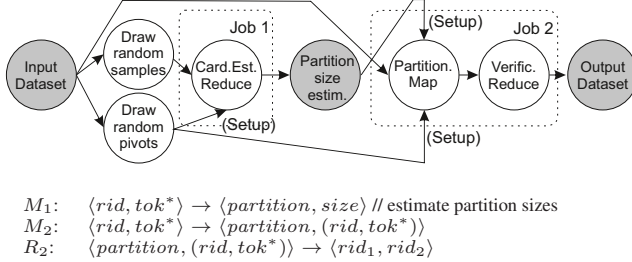 Job 1
Job 2
(Setup)
Input
Dataset
Draw
random
samples
Card.Est.
Reduce
Partition
size
estim.
Partition.
Map
Verific.
Reduce
Output
Dataset
Draw
random
pivots
(Setup)
(Setup)
M₁: ⟨rid, tok*⟩ → ⟨partition, size⟩ // estimate partition sizes
M₂: ⟨rid, tok*⟩ → ⟨partition, (rid, tok*)⟩
R₂: ⟨partition, (rid, tok*)⟩ → ⟨rid₁, rid₂⟩